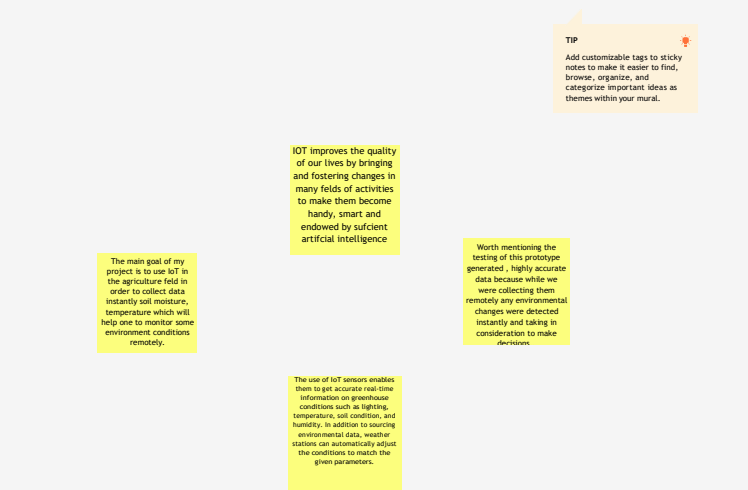 TIP
Add customizable tags to sticky
notes to make it easier to find,
browse, organize, and
categorize important ideas as
themes within your mural.
IOT improves the quality
of our lives by bringing
and fostering changes in
many felds of activities
to make them become
handy, smart and
endowed by sufcient
artifcial intelligence
Worth mentioning the
testing of this prototype
generated , highly accurate
data because while we
were collecting them
remotely any environmental
changes were detected
instantly and taking in
consideration to make
decisions
The main goal of my
project is to use IoT in
the agriculture feld in
order to collect data
instantly soil moisture,
temperature which will
help one to monitor some
environment conditions
remotely.
The use of IoT sensors enables
them to get accurate real-time
information on greenhouse
conditions such as lighting,
temperature, soil condition, and
humidity. In addition to sourcing
environmental data, weather
stations can automatically adjust
the conditions to match the
given parameters.